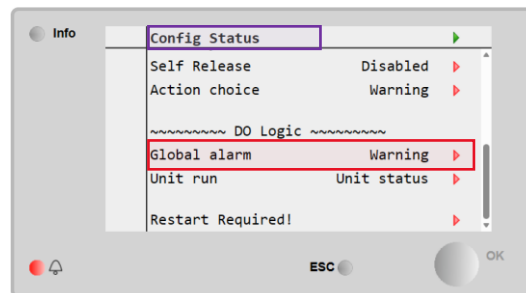 Info
Config Status
Self Release Disabled
Action choice Warning
~~~~~~~~~ DO Logic ~~~~~~~~~
Global alarm Warning
Unit run Unit status
Restart Required!
ESC
OK